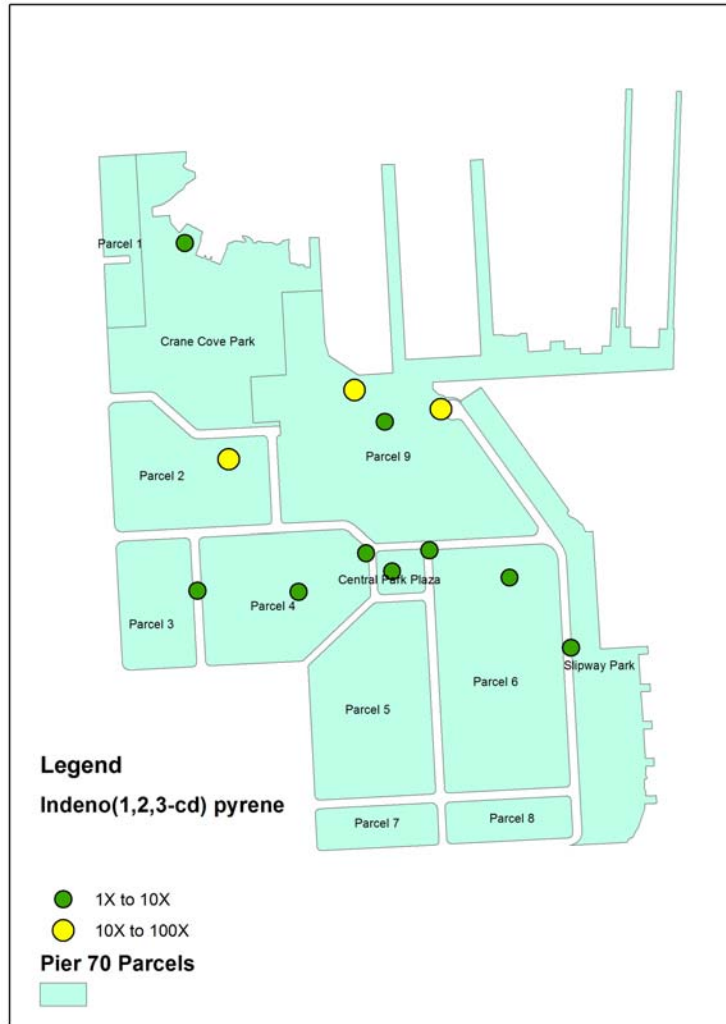 Parcel 1
Crane Cove Park
Parcel 9
Parcel 2
Central Park Plaza
Parcel 4
Parcel 3
Slipway Park
Parcel 6
Parcel 5
Legend
Indeno(1,2,3-cd) pyrene
Parcel 8
Parcel 7
1X to 10X
10X to 100X
Pier 70 Parcels